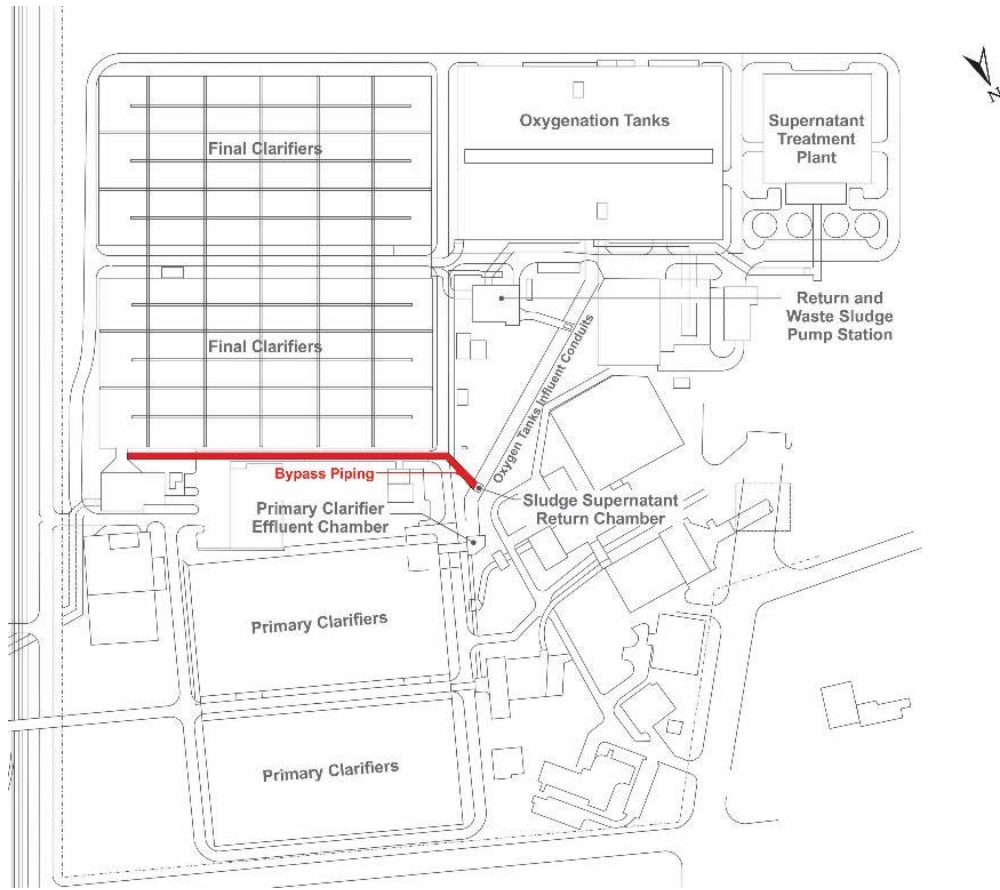 Final Clarifiers
Oxygenation Tanks
Supernatant
Treatment
Plant
N
Final Clarifiers
Return and
Waste Sludge
Pump Station
Oxygen Tanks Influent Conduits
Bypass Piping
Sludge Supernatant
Return Chamber
Primary Clarifier
Effluent Chamber
Primary Clarifiers
Primary Clarifiers